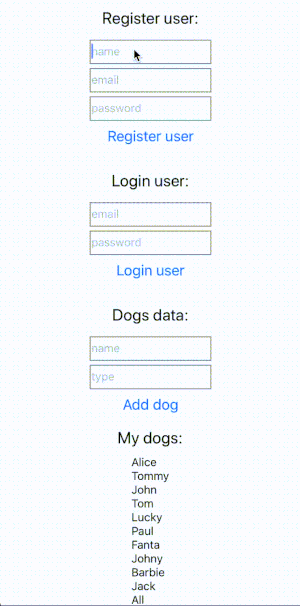 Register user:
name
email
password
Register user
Login user:
email
password
Login user
Dogs data:
name
type
Add dog
My dogs:
Alice
Tommy
John
Tom
Lucky
Paul
Fanta
Johny
Barbie
Jack
All